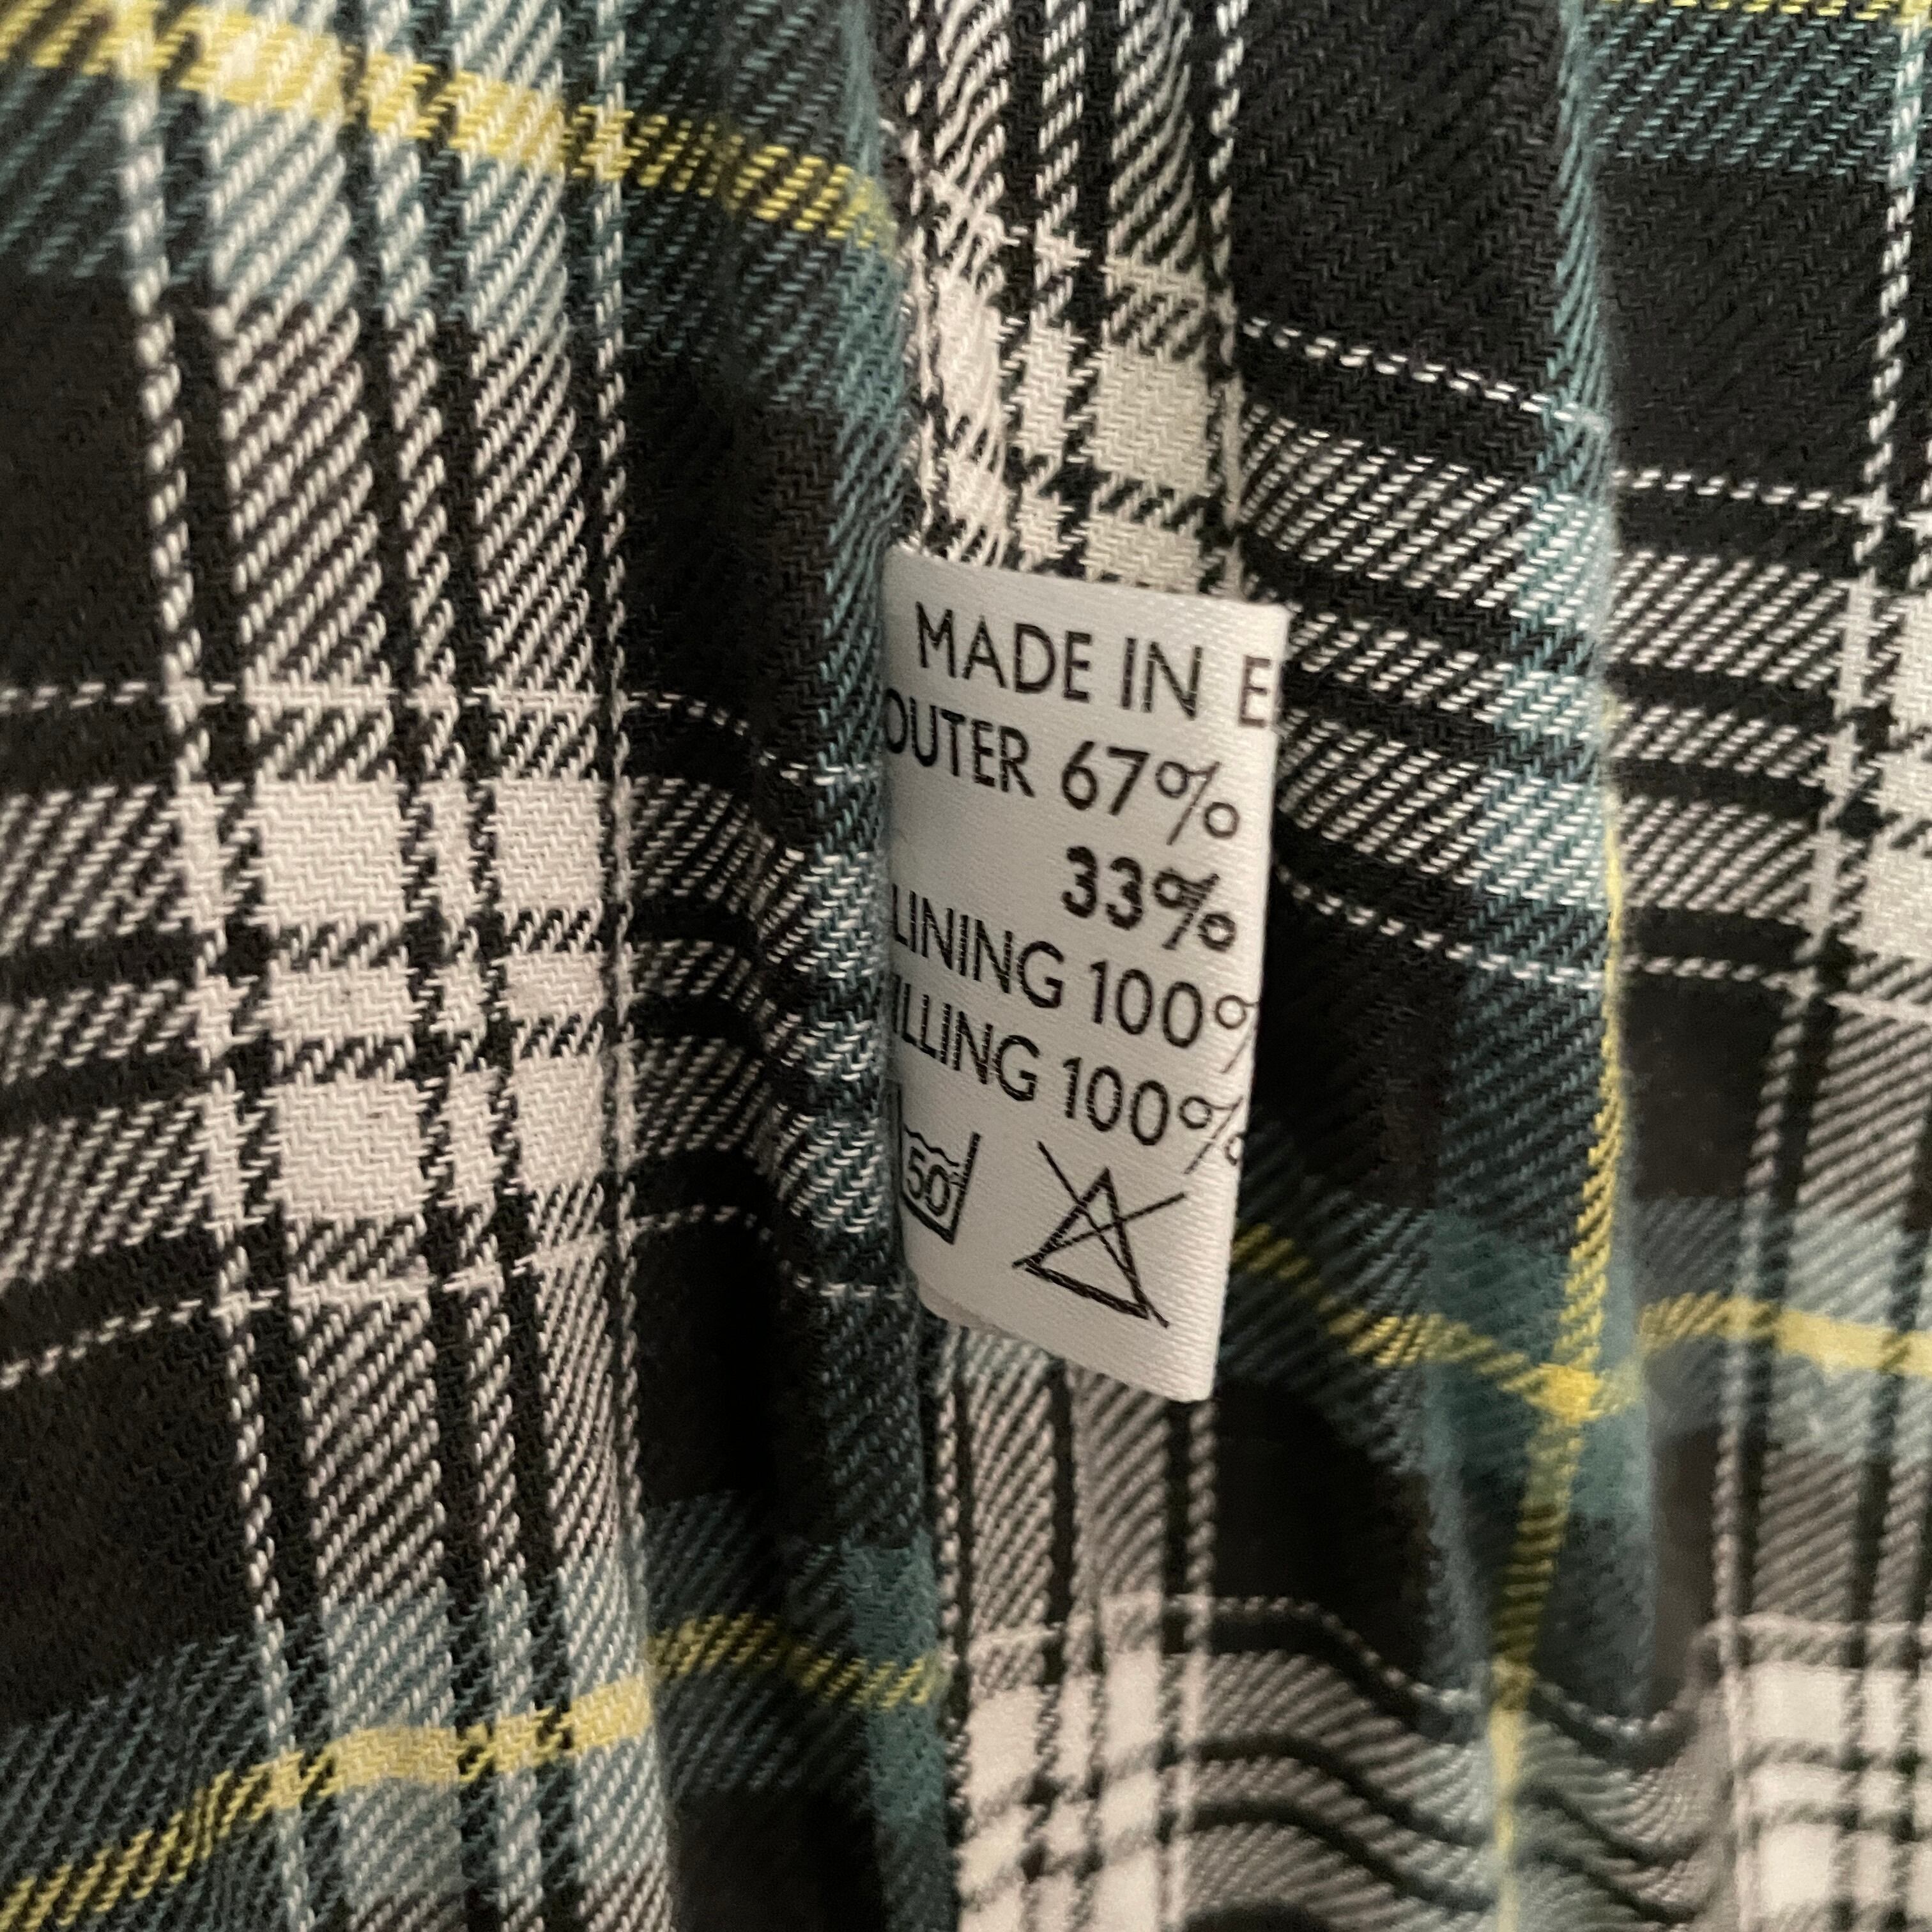 MADE IN E
OUTER 67%
33%
LINING 100%
ILLING 100%
50